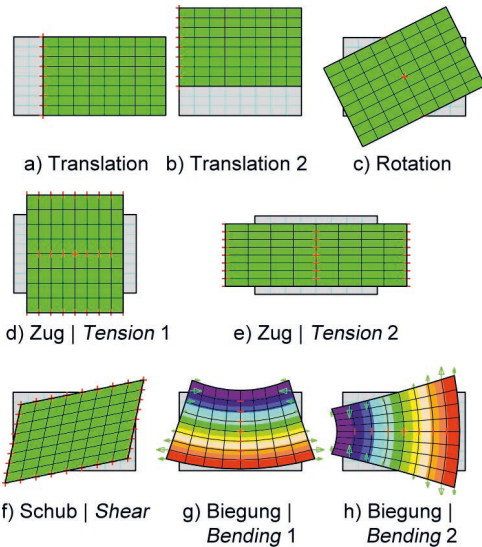 a) Translation
b) Translation 2
c) Rotation
d) Zug | Tension 1
e) Zug | Tension 2
f) Schub | Shear
g) Biegung |
Bending 1
h) Biegung |
Bending 2